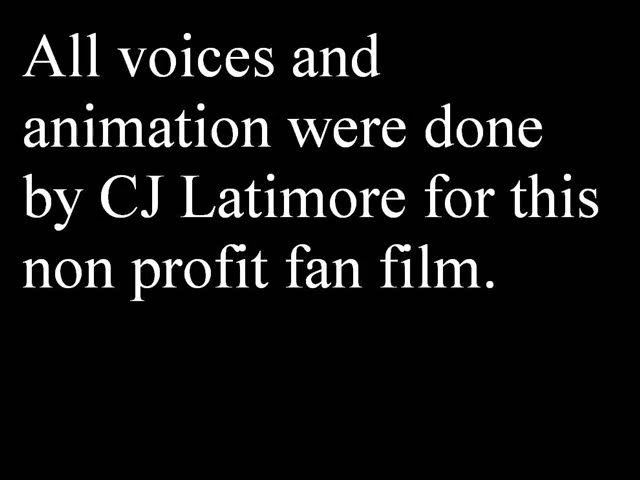 All voices and
animation were done
by CJ Latimore for this
non profit fan film.